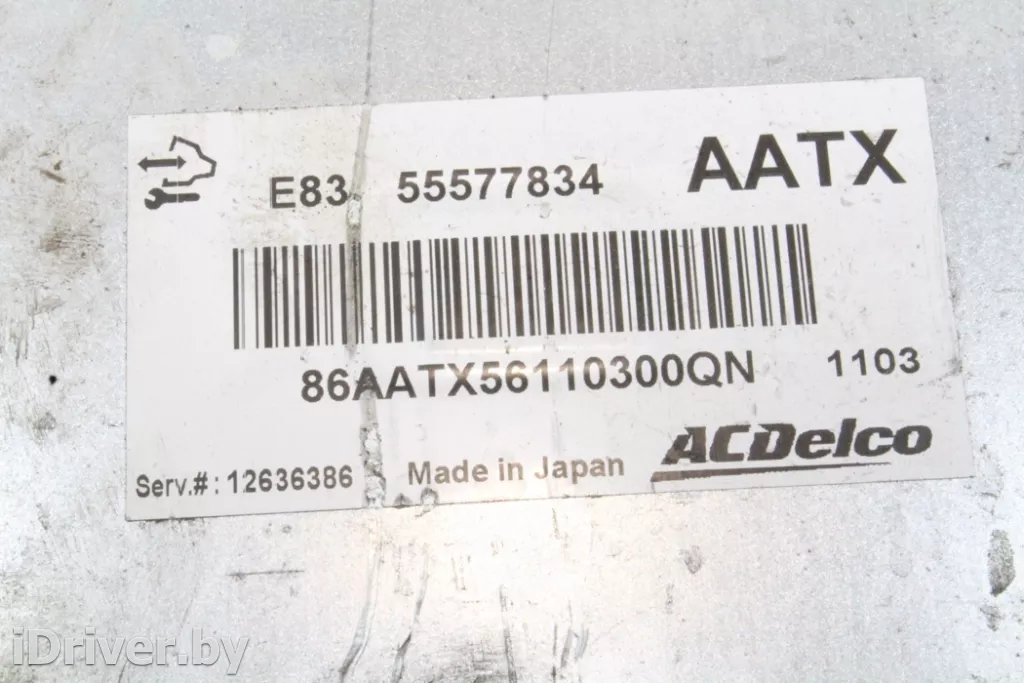 E83 55577834 AATX
86AATX56110300QN 1103
ACDelco
Serv.#: 12636386 Made in Japan
iDriver.by